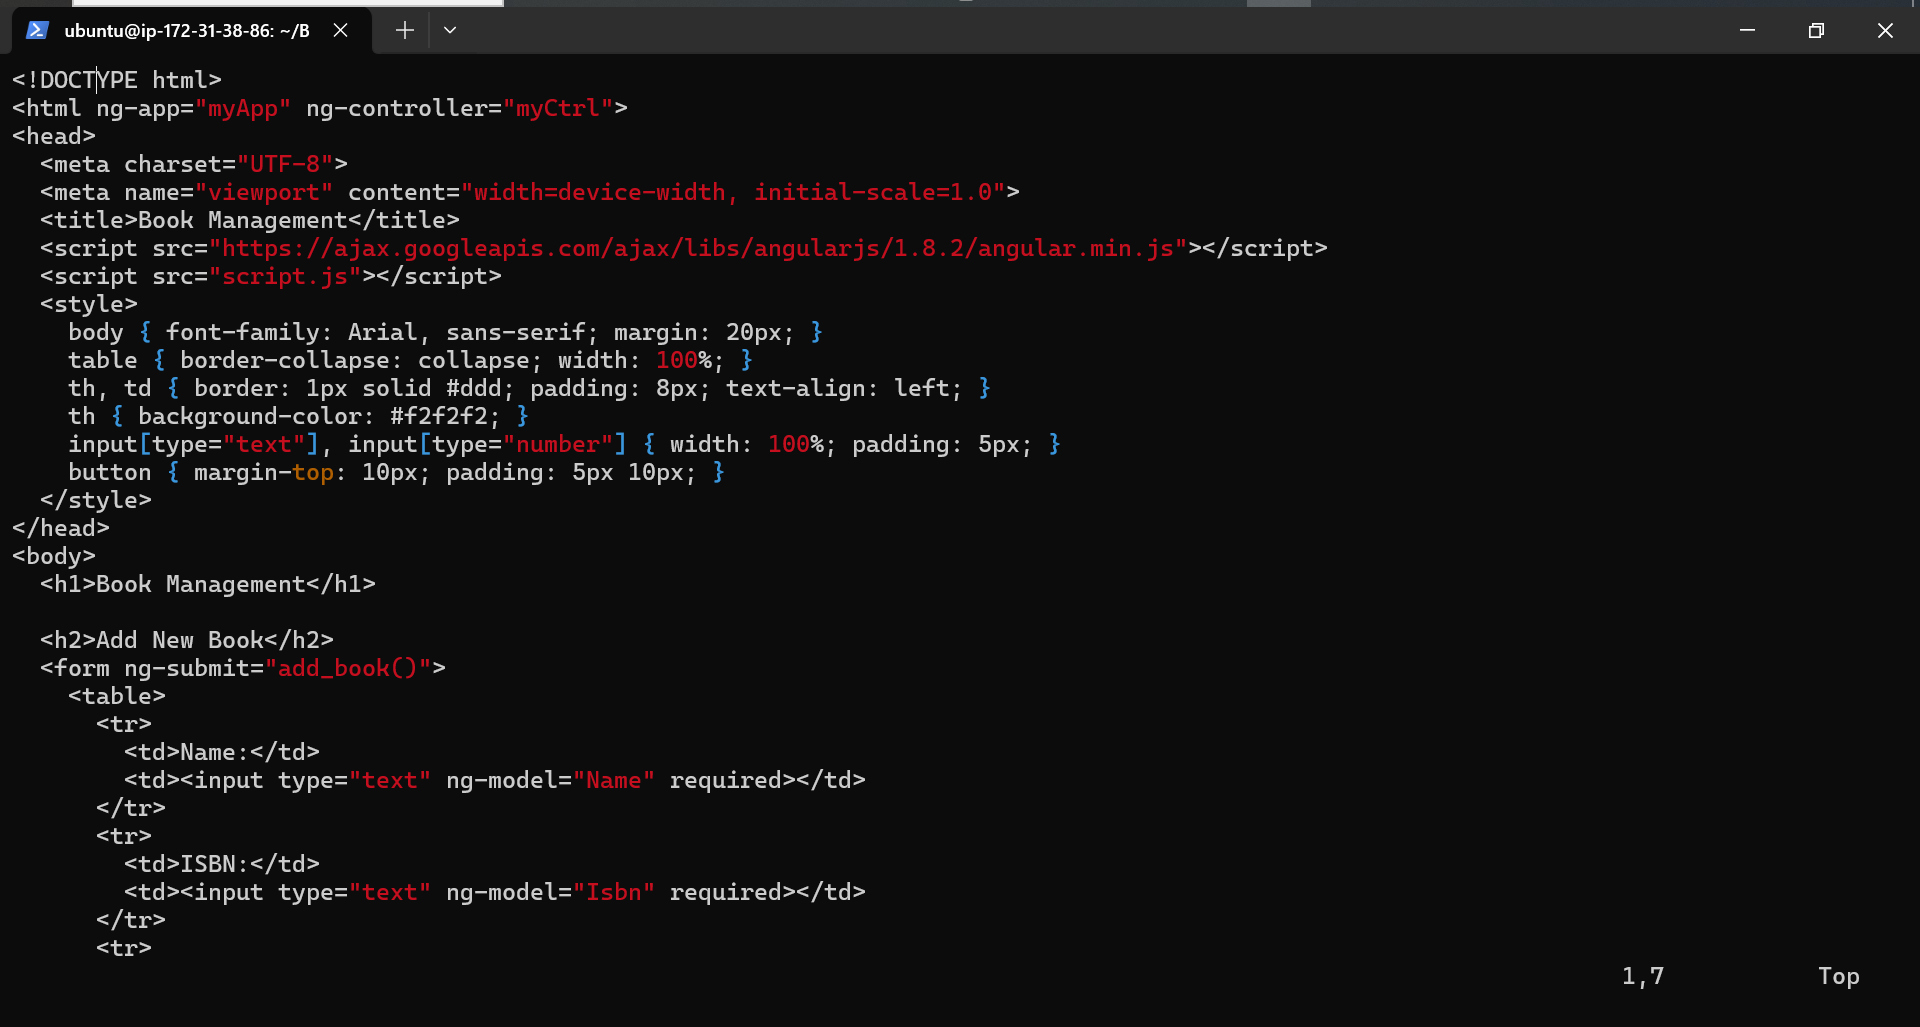 ubuntu@ip-172-31-38-86: ~/B
<!DOCTYPE html>
<html ng-app="myApp" ng-controller="myCtrl">
<head>
  <meta charset="UTF-8">
  <meta name="viewport" content="width=device-width, initial-scale=1.0">
  <title>Book Management</title>
  <script src="https://ajax.googleapis.com/ajax/libs/angularjs/1.8.2/angular.min.js"></script>
  <script src="script.js"></script>
  <style>
    body { font-family: Arial, sans-serif; margin: 20px; }
    table { border-collapse: collapse; width: 100%; }
    th, td { border: 1px solid #ddd; padding: 8px; text-align: left; }
    th { background-color: #f2f2f2; }
    input[type="text"], input[type="number"] { width: 100%; padding: 5px; }
    button { margin-top: 10px; padding: 5px 10px; }
  </style>
</head>
<body>
  <h1>Book Management</h1>

  <h2>Add New Book</h2>
  <form ng-submit="add_book()">
    <table>
      <tr>
        <td>Name:</td>
        <td><input type="text" ng-model="Name" required></td>
      </tr>
      <tr>
        <td>ISBN:</td>
        <td><input type="text" ng-model="Isbn" required></td>
      </tr>
      <tr>
1,7 Top